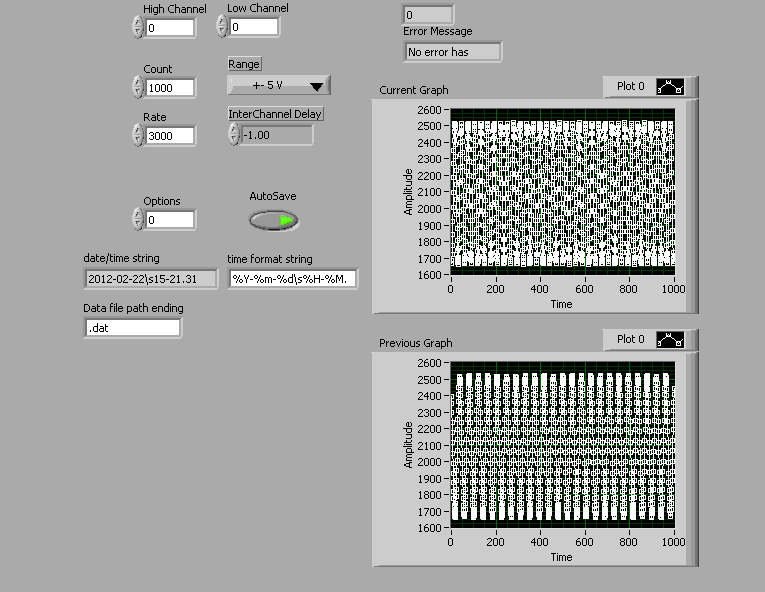 High Channel
0
Low Channel
0
0
Error Message
No error has
Count
1000
Range
+- 5 V
Rate
3000
InterChannel Delay
-1.00
Options
0
AutoSave
date/time string
2012-02-22\s15-21.31
time format string
%Y-%m-%d\s%H-%M.
Data file path ending
.dat
Current Graph
Plot 0
2600
2500
2400
2300
2200
2100
2000
1900
1800
1700
1600
Amplitude
0 200 400 600 800 1000
Time
Previous Graph
Plot 0
2600
2500
2400
2300
2200
2100
2000
1900
1800
1700
1600
Amplitude
0 200 400 600 800 1000
Time